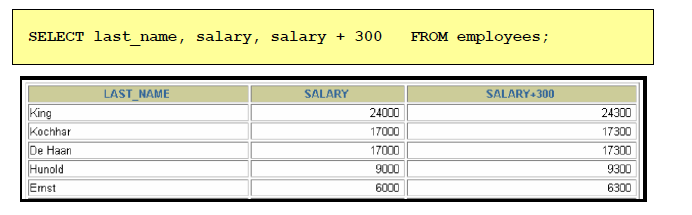 SELECT last_name, salary, salary + 300 FROM employees;
LAST_NAME SALARY SALARY+300
King 24000 24300
Kochhar 17000 17300
De Haan 17000 17300
Hunold 9000 9300
Ernst 6000 6300